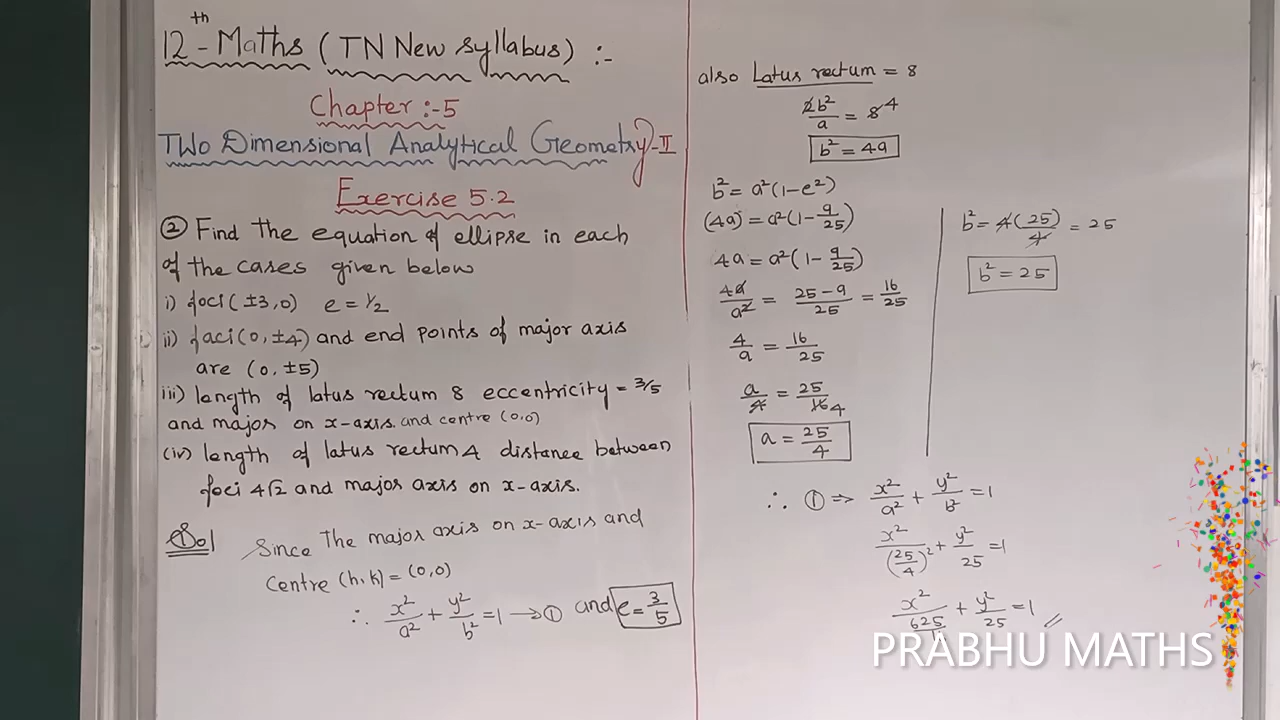 12th - Maths (TN New syllabus) :-
Chapter :-5
TWO Dimensional Analytical Geometry-II
Exercise 5.2
② Find the equation of ellipse in each
of the cases given below
i) foci (±3,0) e = 1/2
ii) faci (0, ±4) and end points of major axis
are (0, ±5)
iii) length of latus rectum 8 eccentricity = 3/5
and major on x-axis. and centre (0,0)
(iv) length of latus rectum 4 distance between
foci 4√2 and major axis on x-axis.
Sol
Since The major axis on x-axis and
Centre (h,k) = (0,0)
∴ x²/a² + y²/b² = 1 → ① and e = 3/5
also Latus rectum = 8
2b²/a = 8 4
b² = 4a
b² = a²(1-e²)
(4a) = a²(1 - 9/25)
4a = a²(1 - 9/25)
4a/a² = 25-9/25 = 16/25
4/a = 16/25
a/4 = 25/16 4
a = 25/4
b² = 4(25)/4 = 25
b² = 25
∴ ① ⇒ x²/a² + y²/b² = 1
x²/(25/4)² + y²/25 = 1
x²/625/16 + y²/25 = 1
PRABHU MATHS